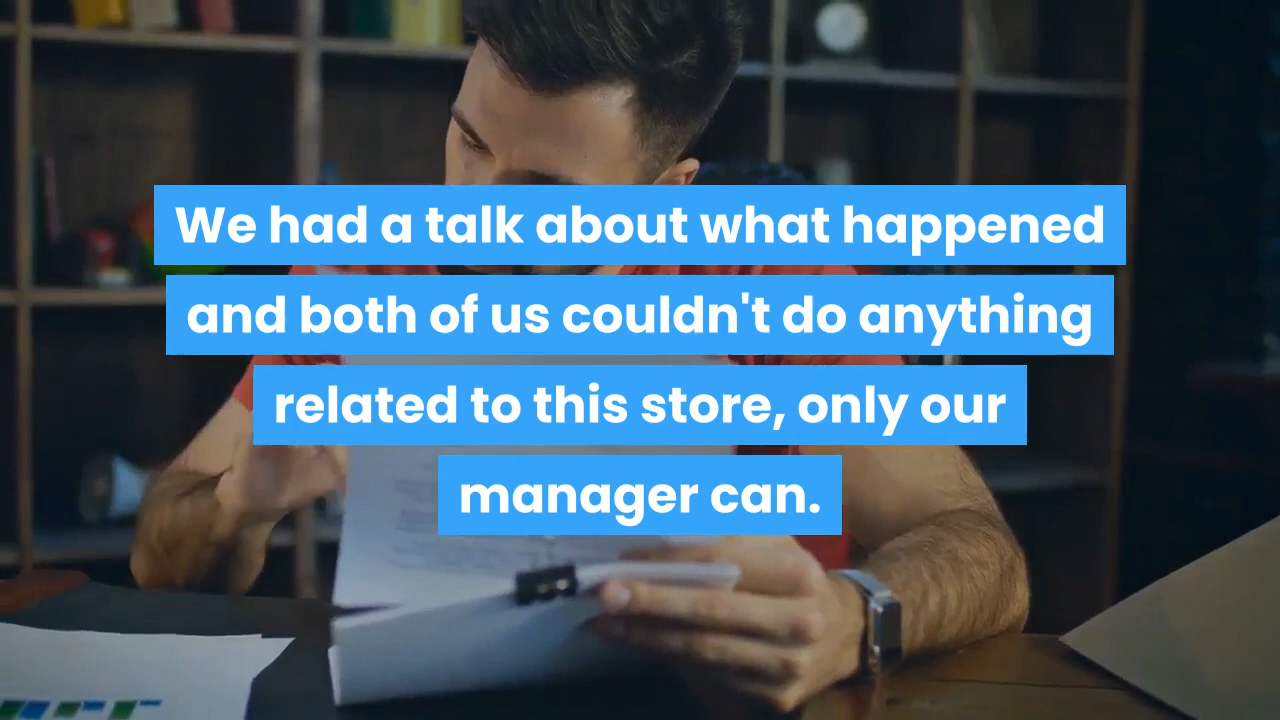 We had a talk about what happened
and both of us couldn't do anything
related to this store, only our
manager can.